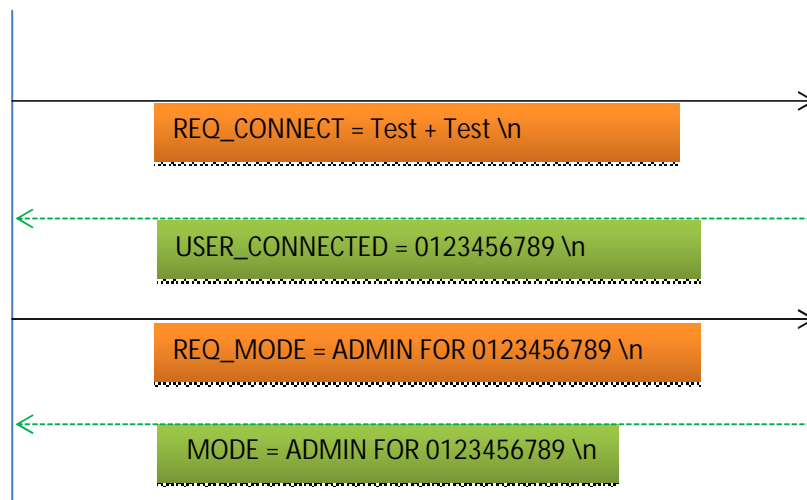 REQ_CONNECT = Test + Test \n
USER_CONNECTED = 0123456789 \n
REQ_MODE = ADMIN FOR 0123456789 \n
MODE = ADMIN FOR 0123456789 \n